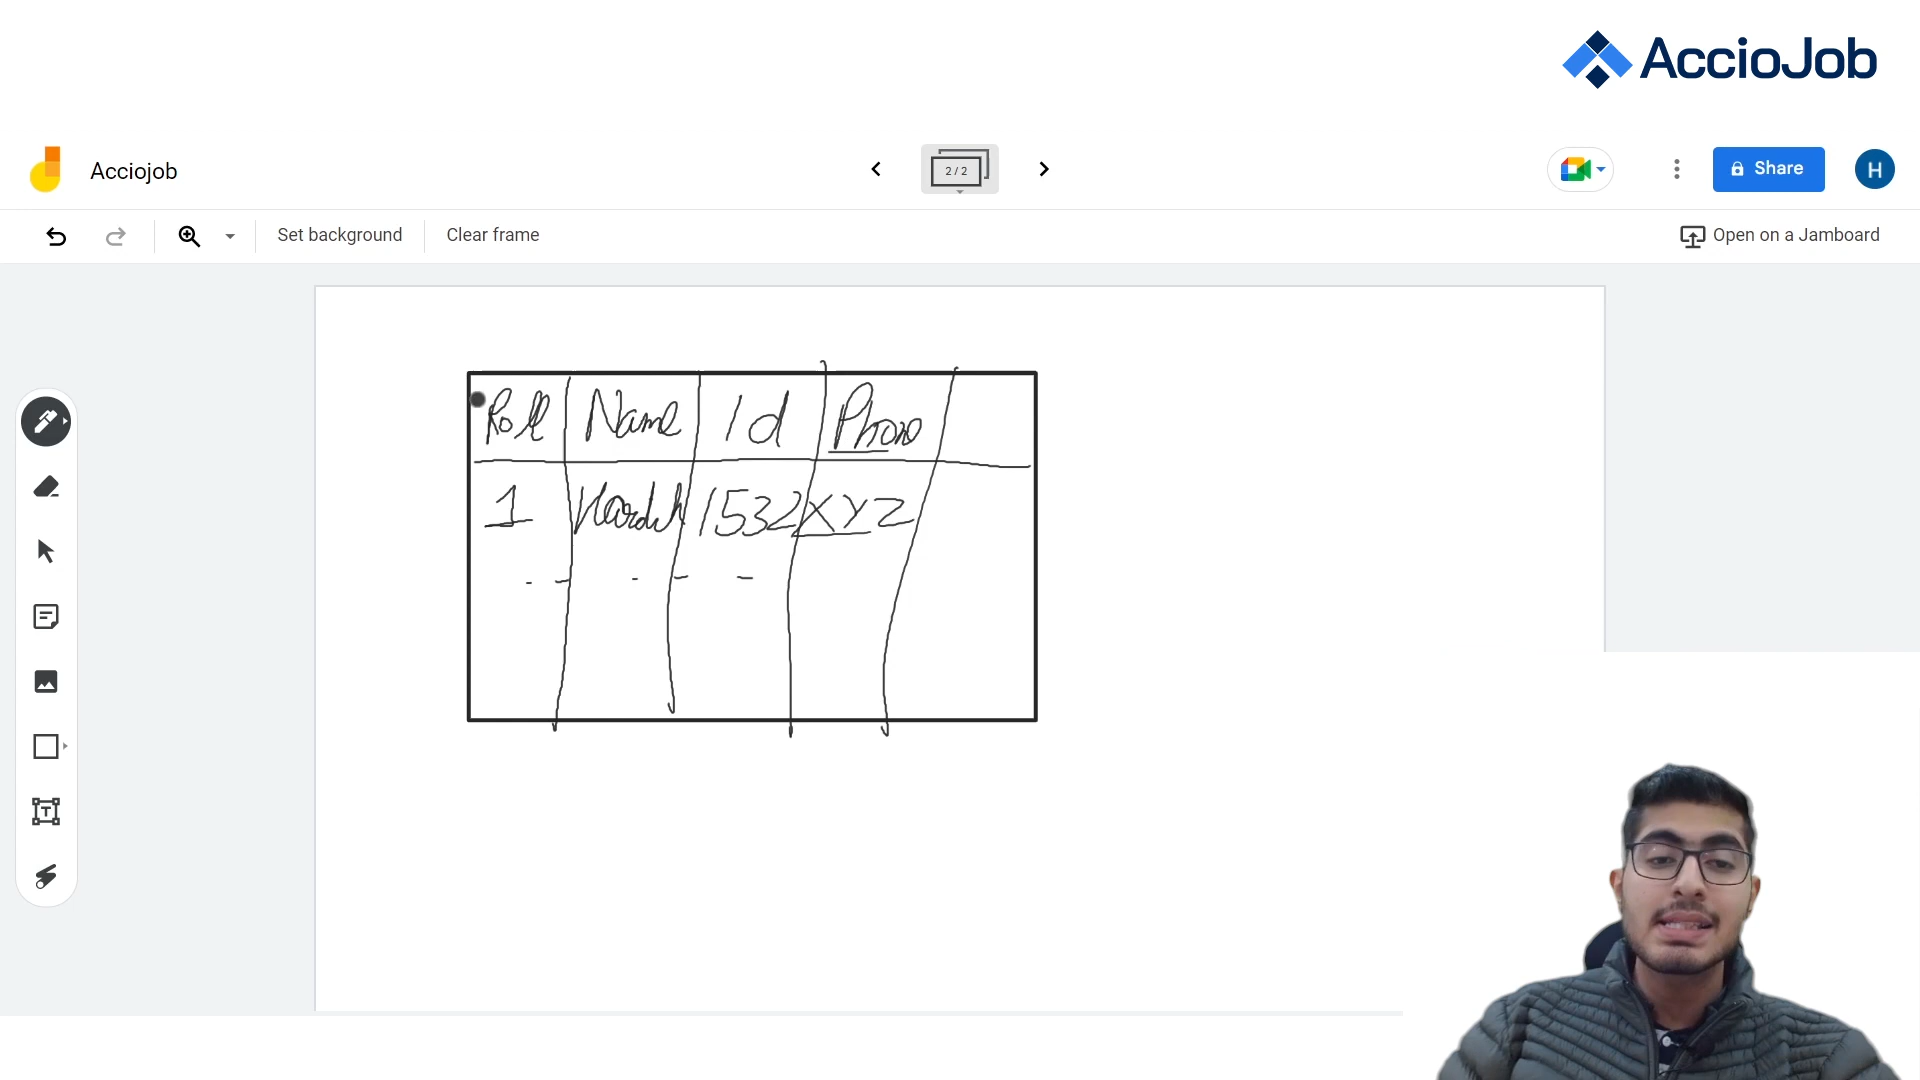 AccioJob
Acciojob
2 / 2
Share
H
Set background
Clear frame
Open on a Jamboard
Roll Name Id Phone
1 1532 XYZ
T